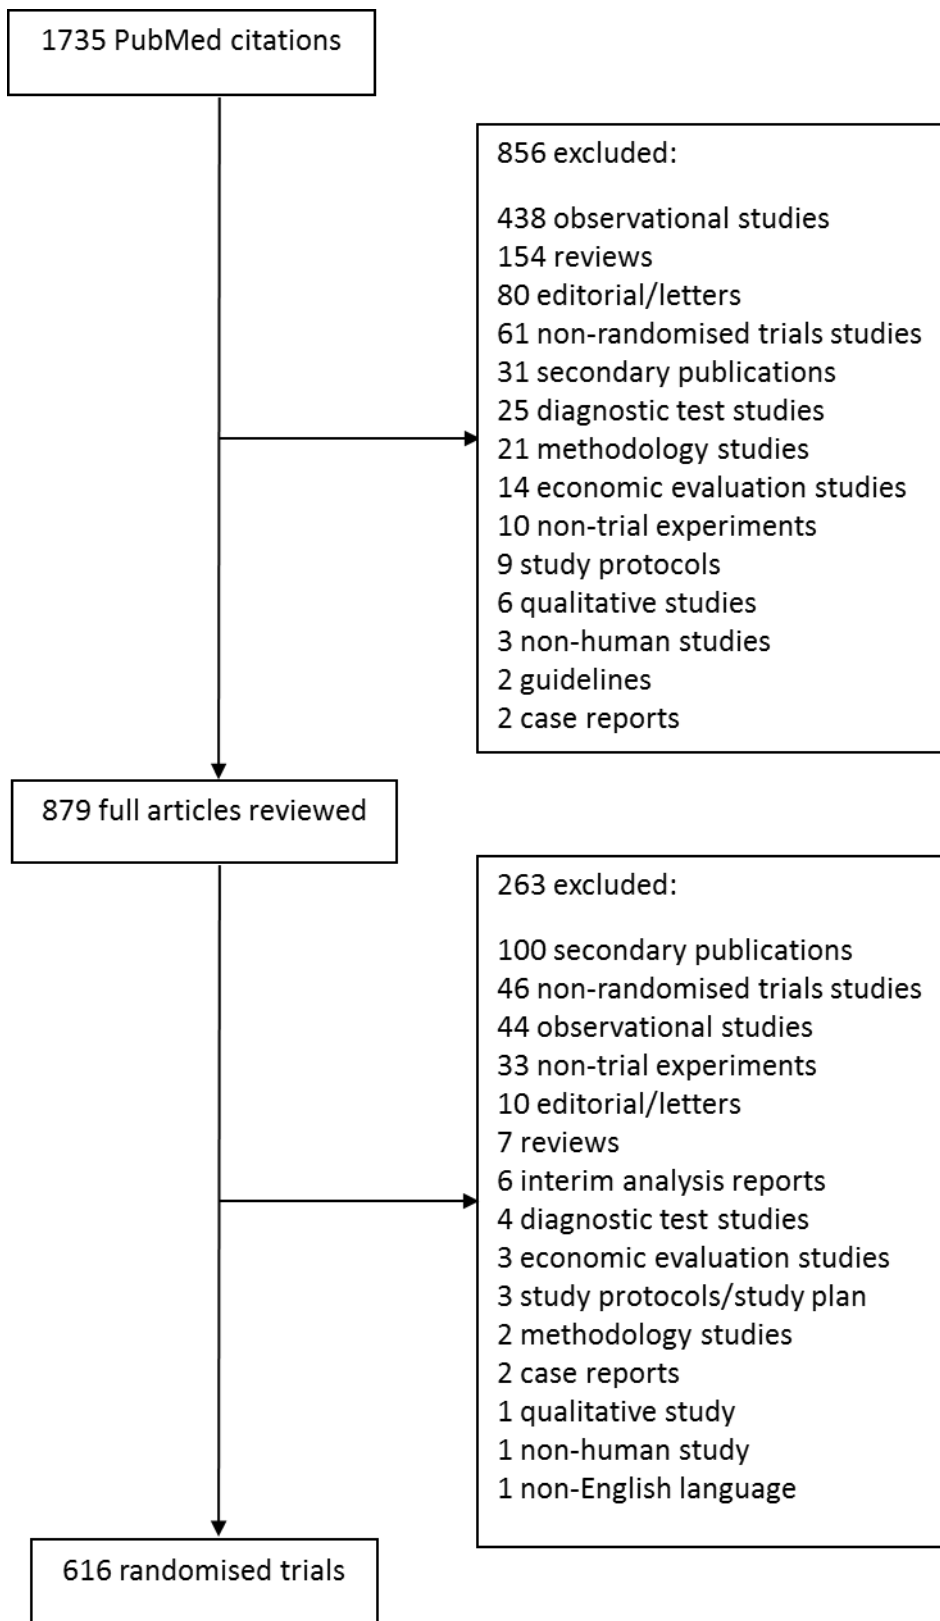 1735 PubMed citations
856 excluded:
438 observational studies
154 reviews
80 editorial/letters
61 non-randomised trials studies
31 secondary publications
25 diagnostic test studies
21 methodology studies
14 economic evaluation studies
10 non-trial experiments
9 study protocols
6 qualitative studies
3 non-human studies
2 guidelines
2 case reports
879 full articles reviewed
263 excluded:
100 secondary publications
46 non-randomised trials studies
44 observational studies
33 non-trial experiments
10 editorial/letters
7 reviews
6 interim analysis reports
4 diagnostic test studies
3 economic evaluation studies
3 study protocols/study plan
2 methodology studies
2 case reports
1 qualitative study
1 non-human study
1 non-English language
616 randomised trials